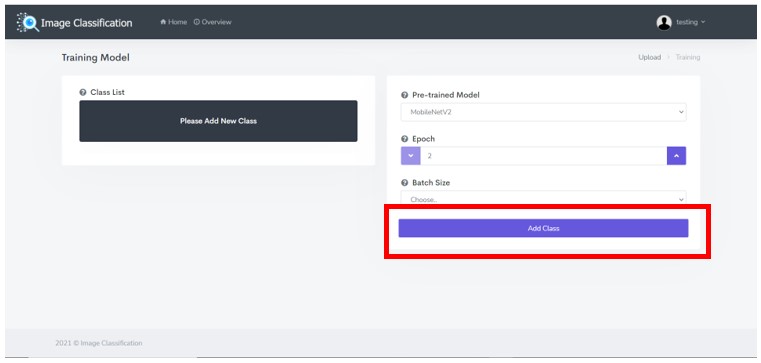 Image Classification
Home
Overview
testing
Training Model
Upload
Training
Class List
Please Add New Class
Pre-trained Model
MobileNetV2
Epoch
2
Batch Size
Choose..
Add Class
2021 © Image Classification